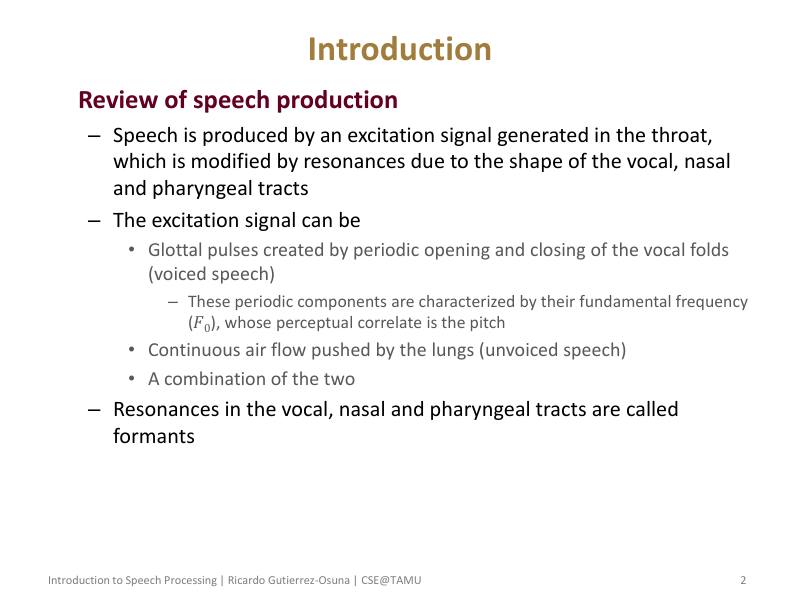 Introduction
Review of speech production
– Speech is produced by an excitation signal generated in the throat,
which is modified by resonances due to the shape of the vocal, nasal
and pharyngeal tracts
– The excitation signal can be
• Glottal pulses created by periodic opening and closing of the vocal folds
(voiced speech)
– These periodic components are characterized by their fundamental frequency
(𝐹₀), whose perceptual correlate is the pitch
• Continuous air flow pushed by the lungs (unvoiced speech)
• A combination of the two
– Resonances in the vocal, nasal and pharyngeal tracts are called
formants
Introduction to Speech Processing | Ricardo Gutierrez-Osuna | CSE@TAMU 2